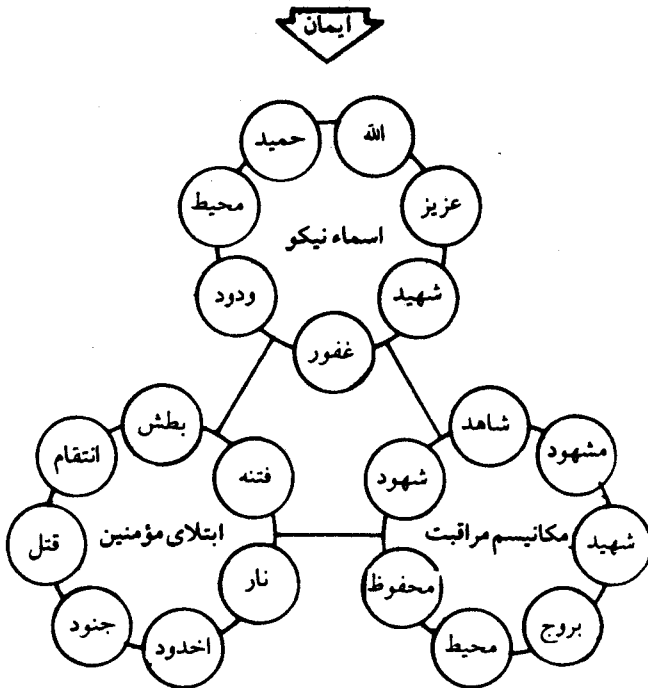 ایمان
الله
حمید
عزیز
محیط
اسماء نیکو
شهید
ودود
غفور
شاهد
مشهود
شهود
شهید
مکانیسم مراقبت
محفوظ
بروج
محیط
بطش
انتقام
فتنه
قتل
ابتلای مؤمنین
نار
جنود
اخدود